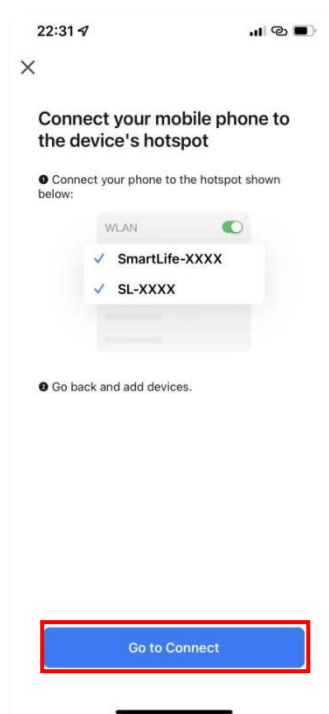 22:31
Connect your mobile phone to
the device's hotspot
❶ Connect your phone to the hotspot shown
below:
WLAN
SmartLife-XXXX
SL-XXXX
❷ Go back and add devices.
Go to Connect